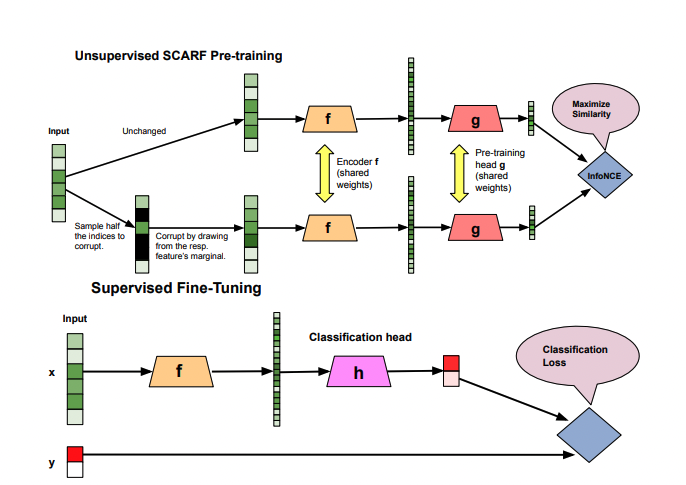 Unsupervised SCARF Pre-training
Input
Unchanged
f
g
Maximize
Similarity
InfoNCE
Encoder f
(shared
weights)
Pre-training
head g
(shared
weights)
Sample half
the indices to
corrupt.
Corrupt by drawing
from the resp.
feature's marginal.
f
g
Supervised Fine-Tuning
Input
Classification head
x
f
h
Classification
Loss
y